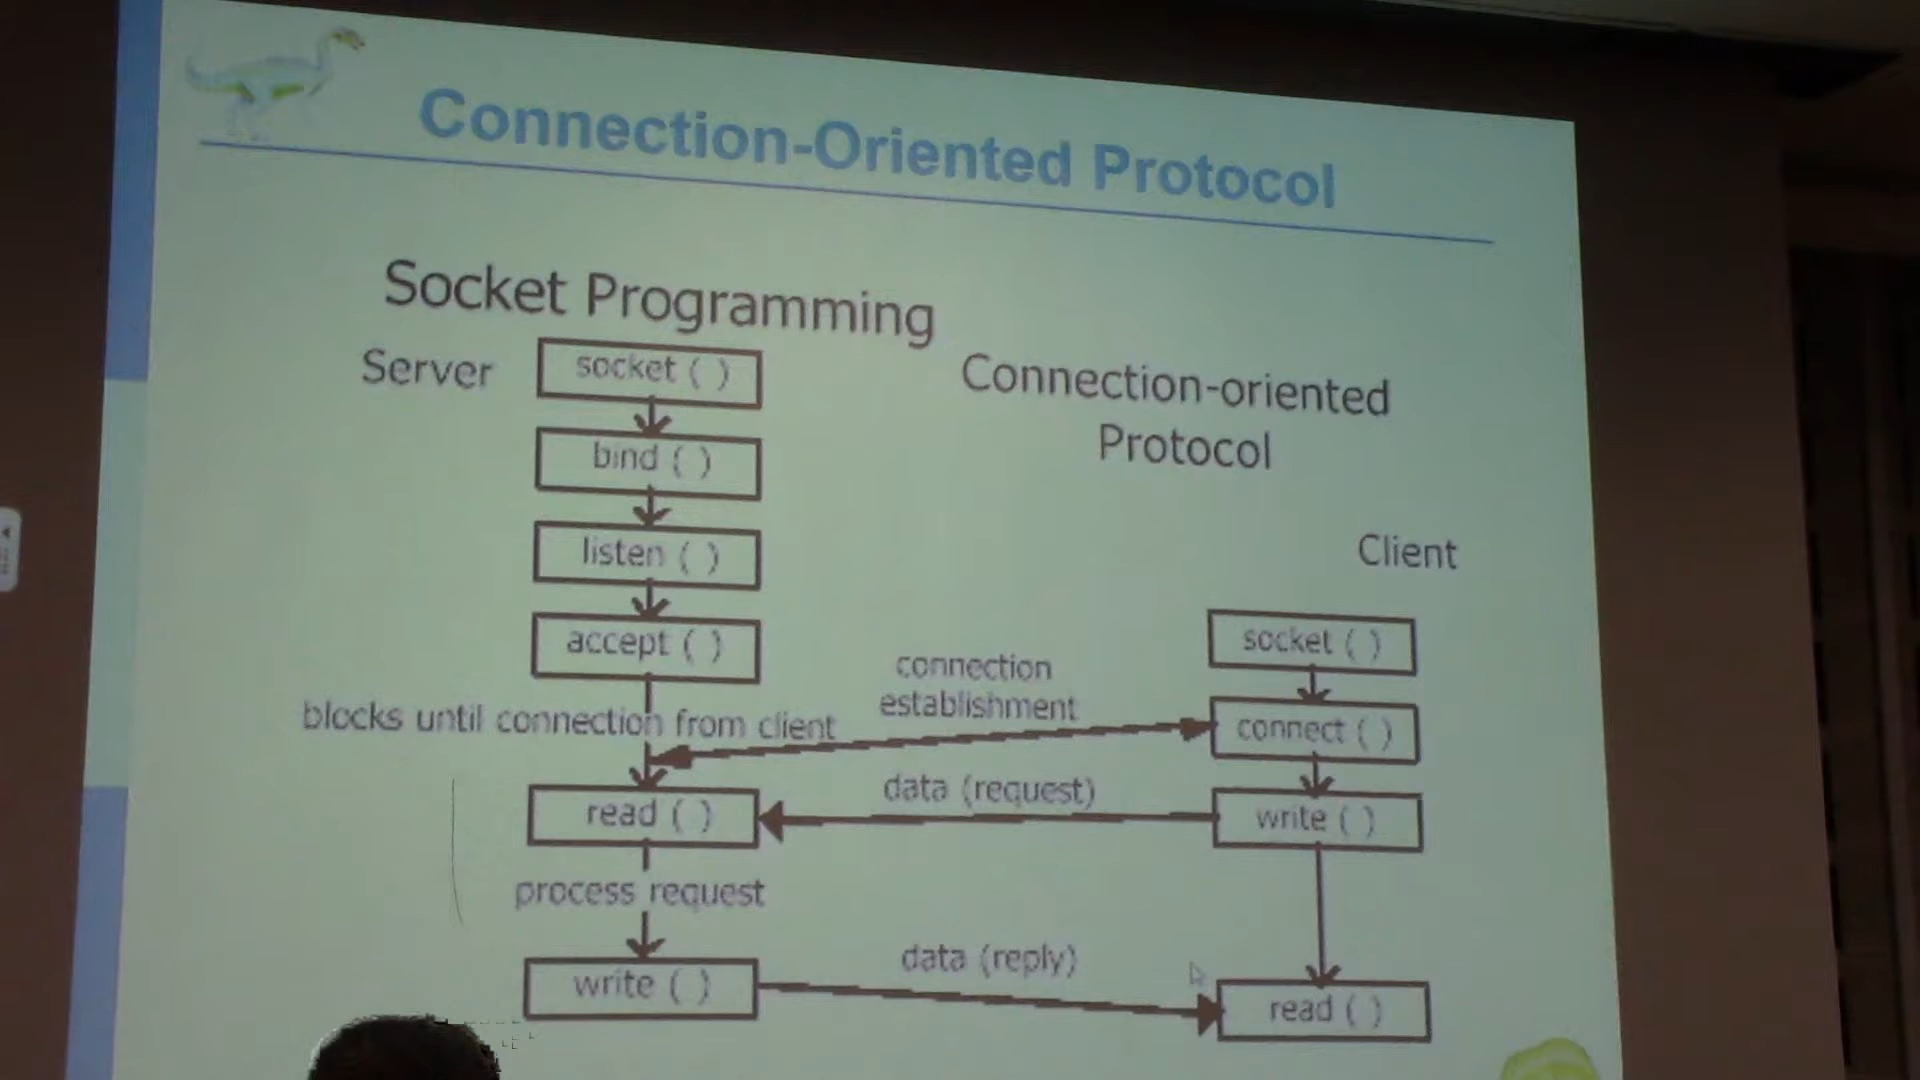 Connection-Oriented Protocol
Socket Programming
Server
socket ( )
bind ( )
listen ( )
accept ( )
blocks until connection from client
read ( )
process request
write ( )
Connection-oriented
Protocol
Client
socket ( )
connection
establishment
connect ( )
data (request)
write ( )
data (reply)
read ( )